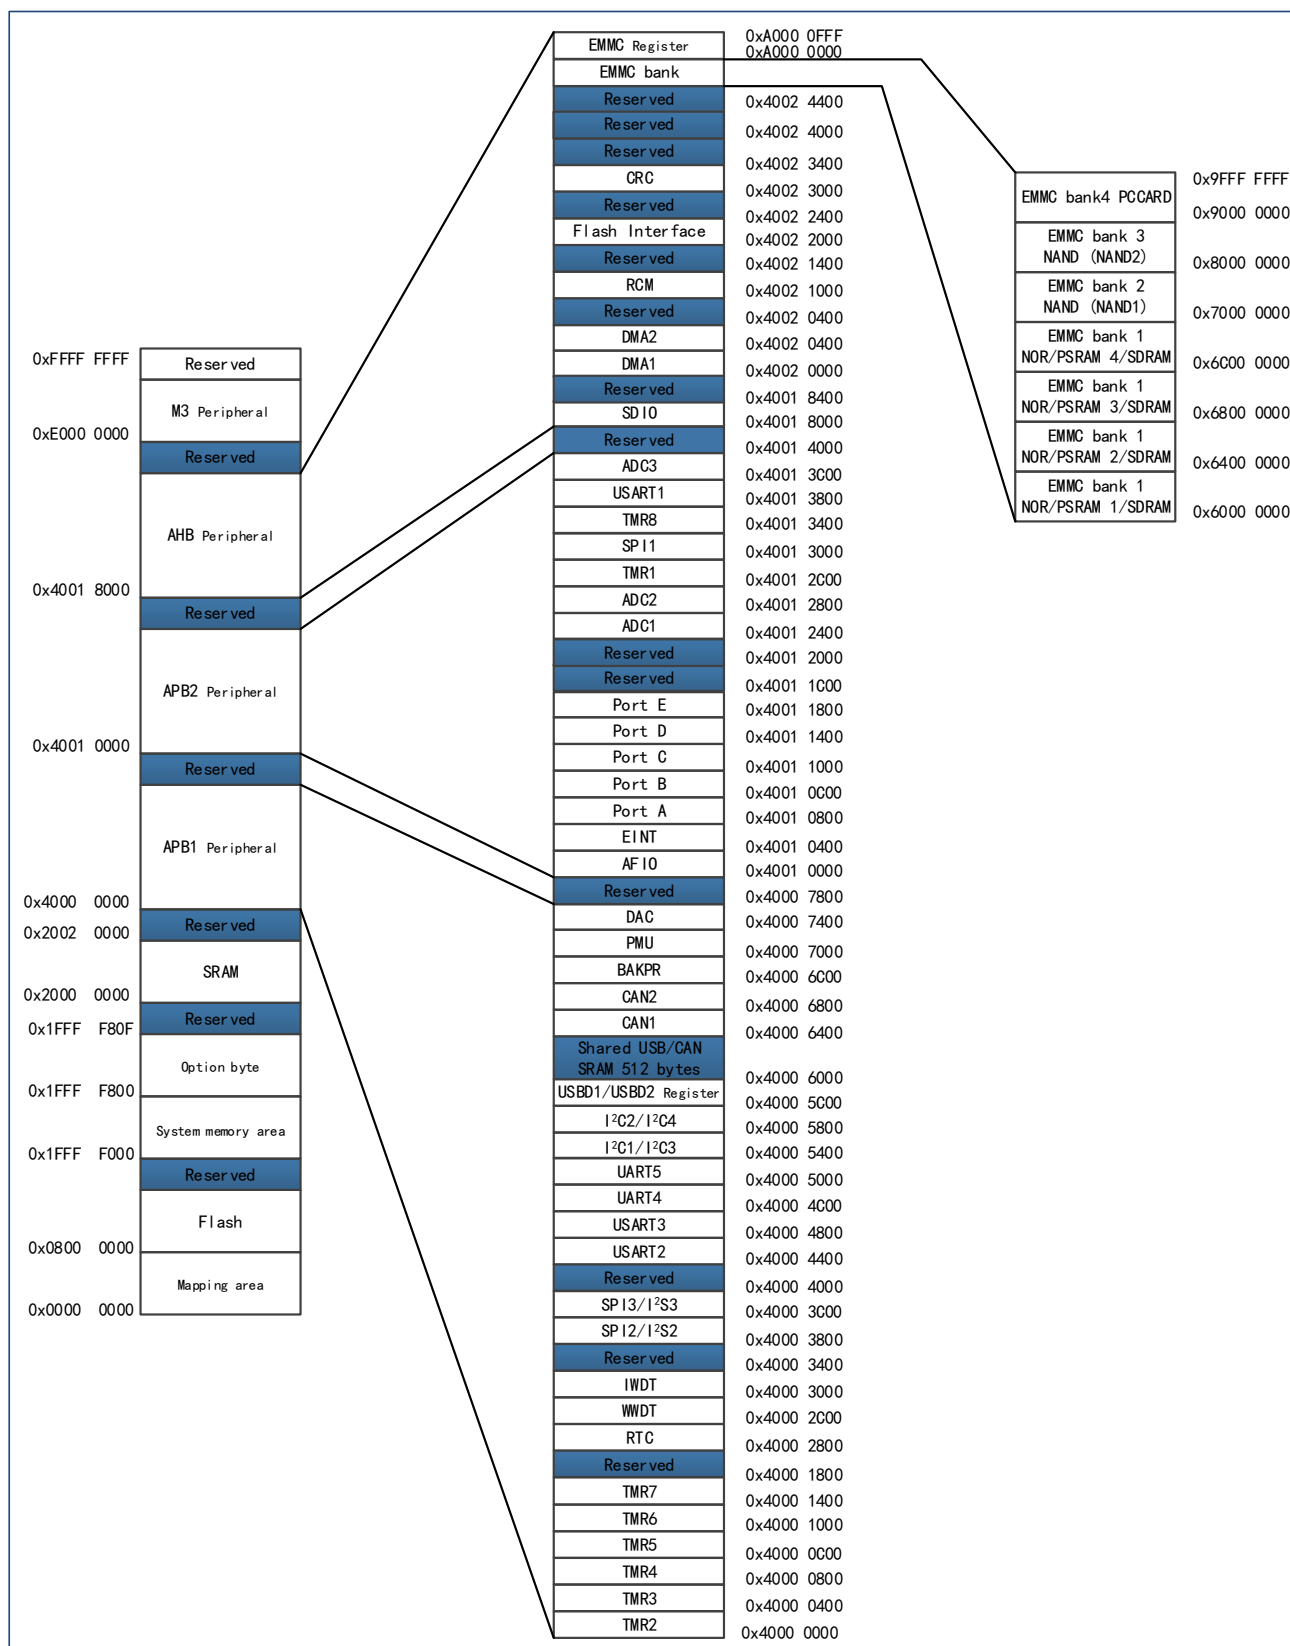 0xFFFF FFFF
Reserved
M3 Peripheral
0xE000 0000
Reserved
AHB Peripheral
0x4001 8000
Reserved
APB2 Peripheral
0x4001 0000
Reserved
APB1 Peripheral
0x4000 0000
Reserved
0x2002 0000
SRAM
0x2000 0000
Reserved
0x1FFF F80F
Option byte
0x1FFF F800
System memory area
0x1FFF F000
Reserved
Flash
0x0800 0000
Mapping area
0x0000 0000
0xA000 0FFF
EMMC Register
0xA000 0000
EMMC bank
Reserved
0x4002 4400
Reserved
0x4002 4000
Reserved
0x4002 3400
CRC
0x4002 3000
Reserved
0x4002 2400
Flash Interface
0x4002 2000
Reserved
0x4002 1400
RCM
0x4002 1000
Reserved
0x4002 0400
DMA2
0x4002 0400
DMA1
0x4002 0000
Reserved
0x4001 8400
SDIO
0x4001 8000
Reserved
0x4001 4000
ADC3
0x4001 3C00
USART1
0x4001 3800
TMR8
0x4001 3400
SPI1
0x4001 3000
TMR1
0x4001 2C00
ADC2
0x4001 2800
ADC1
0x4001 2400
Reserved
0x4001 2000
Reserved
0x4001 1C00
Port E
0x4001 1800
Port D
0x4001 1400
Port C
0x4001 1000
Port B
0x4001 0C00
Port A
0x4001 0800
EINT
0x4001 0400
AFIO
0x4001 0000
Reserved
0x4000 7800
DAC
0x4000 7400
PMU
0x4000 7000
BAKPR
0x4000 6C00
CAN2
0x4000 6800
CAN1
0x4000 6400
Shared USB/CAN
SRAM 512 bytes
0x4000 6000
USBD1/USBD2 Register
0x4000 5C00
I²C2/I²C4
0x4000 5800
I²C1/I²C3
0x4000 5400
UART5
0x4000 5000
UART4
0x4000 4C00
USART3
0x4000 4800
USART2
0x4000 4400
Reserved
0x4000 4000
SPI3/I²S3
0x4000 3C00
SPI2/I²S2
0x4000 3800
Reserved
0x4000 3400
IWDT
0x4000 3000
WWDT
0x4000 2C00
RTC
0x4000 2800
Reserved
0x4000 1800
TMR7
0x4000 1400
TMR6
0x4000 1000
TMR5
0x4000 0C00
TMR4
0x4000 0800
TMR3
0x4000 0400
TMR2
0x4000 0000
0x9FFF FFFF
EMMC bank4 PCCARD
0x9000 0000
EMMC bank 3
NAND (NAND2)
0x8000 0000
EMMC bank 2
NAND (NAND1)
0x7000 0000
EMMC bank 1
NOR/PSRAM 4/SDRAM
0x6C00 0000
EMMC bank 1
NOR/PSRAM 3/SDRAM
0x6800 0000
EMMC bank 1
NOR/PSRAM 2/SDRAM
0x6400 0000
EMMC bank 1
NOR/PSRAM 1/SDRAM
0x6000 0000